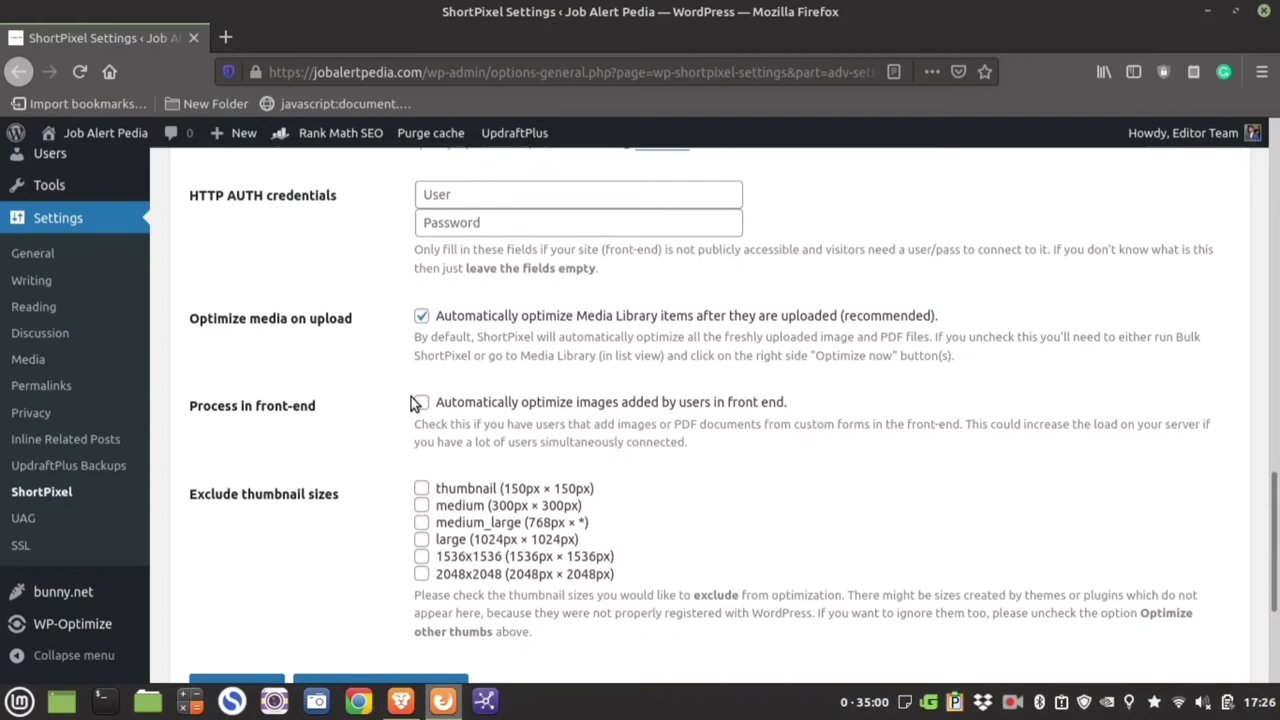 ShortPixel Settings ‹ Job Alert Pedia — WordPress — Mozilla Firefox
ShortPixel Settings ‹ Job Al
https://jobalertpedia.com/wp-admin/options-general.php?page=wp-shortpixel-settings&part=adv-set
Import bookmarks...
New Folder
javascript:document....
Job Alert Pedia
0
New
Rank Math SEO
Purge cache
UpdraftPlus
Howdy, Editor Team
Users
Tools
Settings
General
Writing
Reading
Discussion
Media
Permalinks
Privacy
Inline Related Posts
UpdraftPlus Backups
ShortPixel
UAG
SSL
bunny.net
WP-Optimize
Collapse menu
HTTP AUTH credentials
User
Password
Only fill in these fields if your site (front-end) is not publicly accessible and visitors need a user/pass to connect to it. If you don't know what is this
then just leave the fields empty.
Optimize media on upload
Automatically optimize Media Library items after they are uploaded (recommended).
By default, ShortPixel will automatically optimize all the freshly uploaded image and PDF files. If you uncheck this you'll need to either run Bulk
ShortPixel or go to Media Library (in list view) and click on the right side "Optimize now" button(s).
Process in front-end
Automatically optimize images added by users in front end.
Check this if you have users that add images or PDF documents from custom forms in the front-end. This could increase the load on your server if
you have a lot of users simultaneously connected.
Exclude thumbnail sizes
thumbnail (150px × 150px)
medium (300px × 300px)
medium_large (768px × *)
large (1024px × 1024px)
1536x1536 (1536px × 1536px)
2048x2048 (2048px × 2048px)
Please check the thumbnail sizes you would like to exclude from optimization. There might be sizes created by themes or plugins which do not
appear here, because they were not properly registered with WordPress. If you want to ignore them too, please uncheck the option Optimize
other thumbs above.
0 - 35:00
17:26